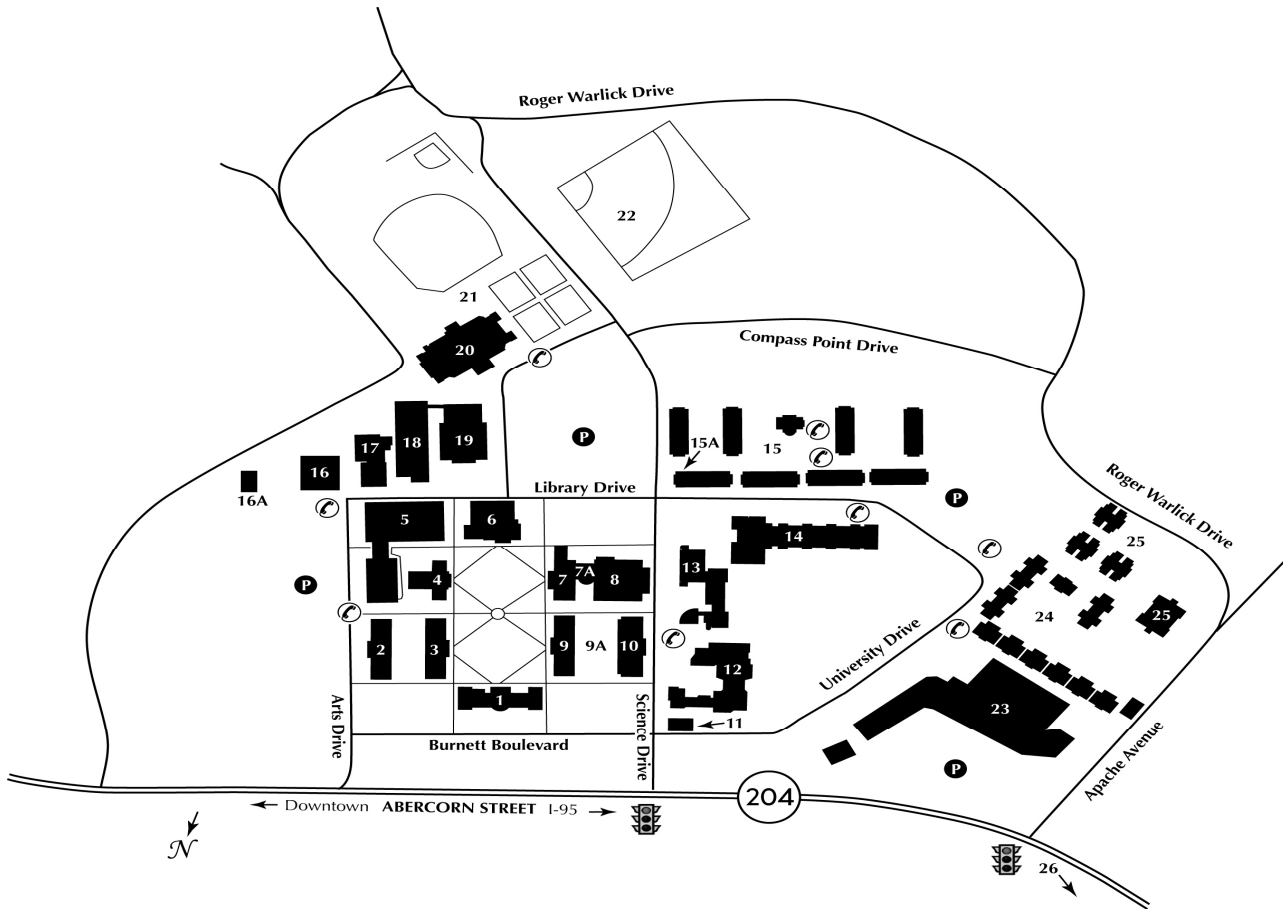 Roger Warlick Drive
22
21
20
Compass Point Drive
15A
15
18
19
17
P
16
16A
Library Drive
Roger Warlick Drive
P
5
6
14
25
7A
13
4
7
8
P
24
25
2
3
9
9A
10
12
University Drive
1
23
11
Arts Drive
Science Drive
Burnett Boulevard
Apache Avenue
P
204
← Downtown ABERCORN STREET I-95 →
N
26